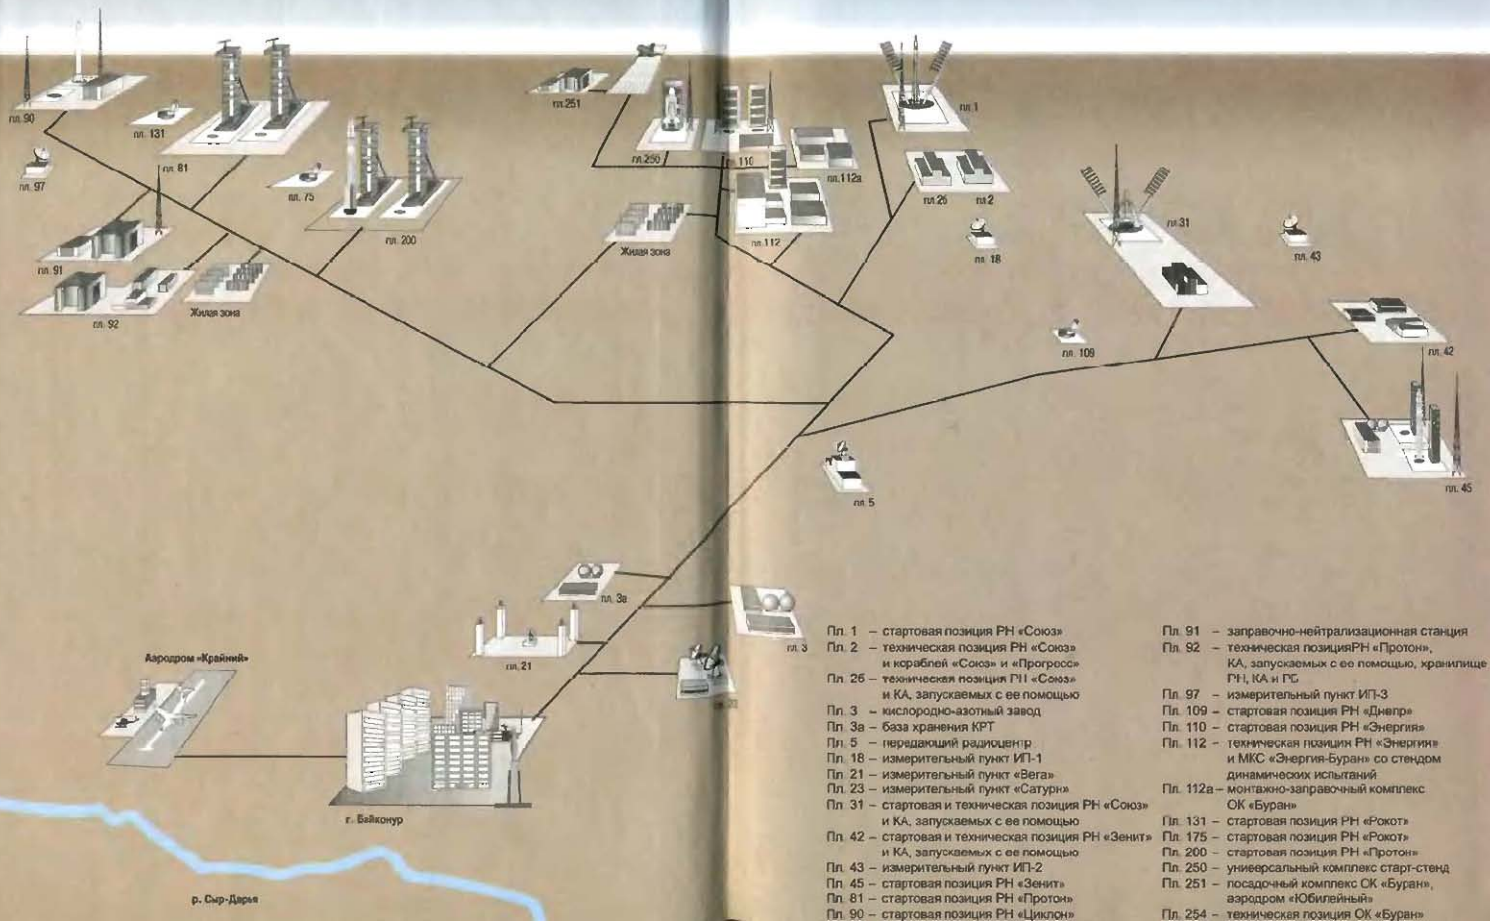 пл. 90
пл. 131
пл. 81
пл. 97
пл. 75
пл. 200
пл. 91
пл. 92
Жилая зона
пл.251
пл.250
пл.110
пл.112а
Жилая зона
пл.112
пл.1
пл.2б
пл.2
пл. 18
пл.31
пл. 43
пл. 109
пл. 42
пл. 45
пл. 5
пл. 3а
пл. 3
пл. 21
Аэродром «Крайний»
г. Байконур
р. Сыр-Дарья
Пл. 1 – стартовая позиция РН «Союз»
Пл. 2 – техническая позиция РН «Союз»
и кораблей «Союз» и «Прогресс»
Пл. 2б – техническая позиция РН «Союз»
и КА, запускаемых с ее помощью
Пл. 3 – кислородно-азотный завод
Пл. 3а – база хранения КРТ
Пл. 5 – передающий радиоцентр
Пл. 18 – измерительный пункт ИП-1
Пл. 21 – измерительный пункт «Вега»
Пл. 23 – измерительный пункт «Сатурн»
Пл. 31 – стартовая и техническая позиция РН «Союз»
и КА, запускаемых с ее помощью
Пл. 42 – стартовая и техническая позиция РН «Зенит»
и КА, запускаемых с ее помощью
Пл. 43 – измерительный пункт ИП-2
Пл. 45 – стартовая позиция РН «Зенит»
Пл. 81 – стартовая позиция РН «Протон»
Пл. 90 – стартовая позиция РН «Циклон»
Пл. 91 – заправочно-нейтрализационная станция
Пл. 92 – техническая позицияРН «Протон»,
КА, запускаемых с ее помощью, хранилище
РН, КА и РБ
Пл. 97 – измерительный пункт ИП-3
Пл. 109 – стартовая позиция РН «Днепр»
Пл. 110 – стартовая позиция РН «Энергия»
Пл. 112 – техническая позиция РН «Энергия»
и МКС «Энергия-Буран» со стендом
динамических испытаний
Пл. 112а – монтажно-заправочный комплекс
ОК «Буран»
Пл. 131 – стартовая позиция РН «Рокот»
Пл. 175 – стартовая позиция РН «Рокот»
Пл. 200 – стартовая позиция РН «Протон»
Пл. 250 – универсальный комплекс старт-стенд
Пл. 251 – посадочный комплекс ОК «Буран»,
аэродром «Юбилейный»
Пл. 254 – техническая позиция ОК «Буран»